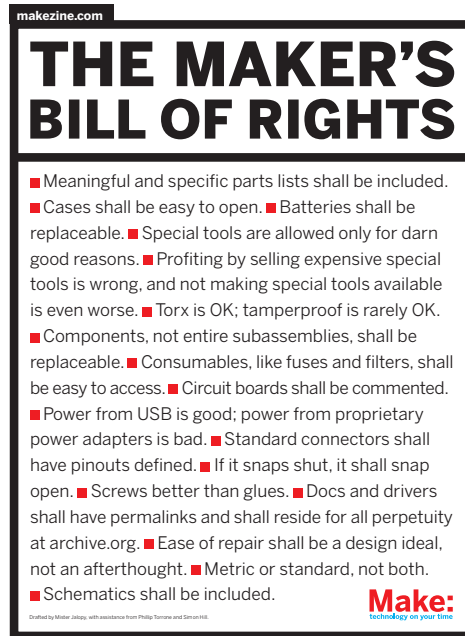 makezine.com
THE MAKER'S
BILL OF RIGHTS
■ Meaningful and specific parts lists shall be included.
■ Cases shall be easy to open. ■ Batteries shall be
replaceable. ■ Special tools are allowed only for darn
good reasons. ■ Profiting by selling expensive special
tools is wrong, and not making special tools available
is even worse. ■ Torx is OK; tamperproof is rarely OK.
■ Components, not entire subassemblies, shall be
replaceable. ■ Consumables, like fuses and filters, shall
be easy to access. ■ Circuit boards shall be commented.
■ Power from USB is good; power from proprietary
power adapters is bad. ■ Standard connectors shall
have pinouts defined. ■ If it snaps shut, it shall snap
open. ■ Screws better than glues. ■ Docs and drivers
shall have permalinks and shall reside for all perpetuity
at archive.org. ■ Ease of repair shall be a design ideal,
not an afterthought. ■ Metric or standard, not both.
■ Schematics shall be included.
Drafted by Mister Jalopy, with assistance from Phillip Torrone and Simon Hill.
Make:
technology on your time